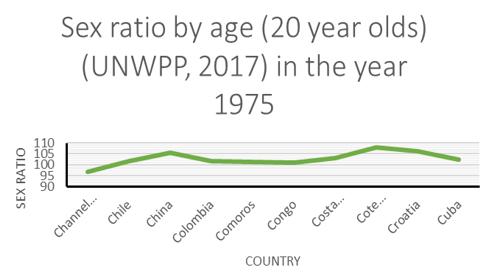 Sex ratio by age (20 year olds)
(UNWPP, 2017) in the year
1975
SEX RATIO
110
105
100
95
90
Channel...
Chile
China
Colombia
Comoros
Congo
Costa...
Cote...
Croatia
Cuba
COUNTRY